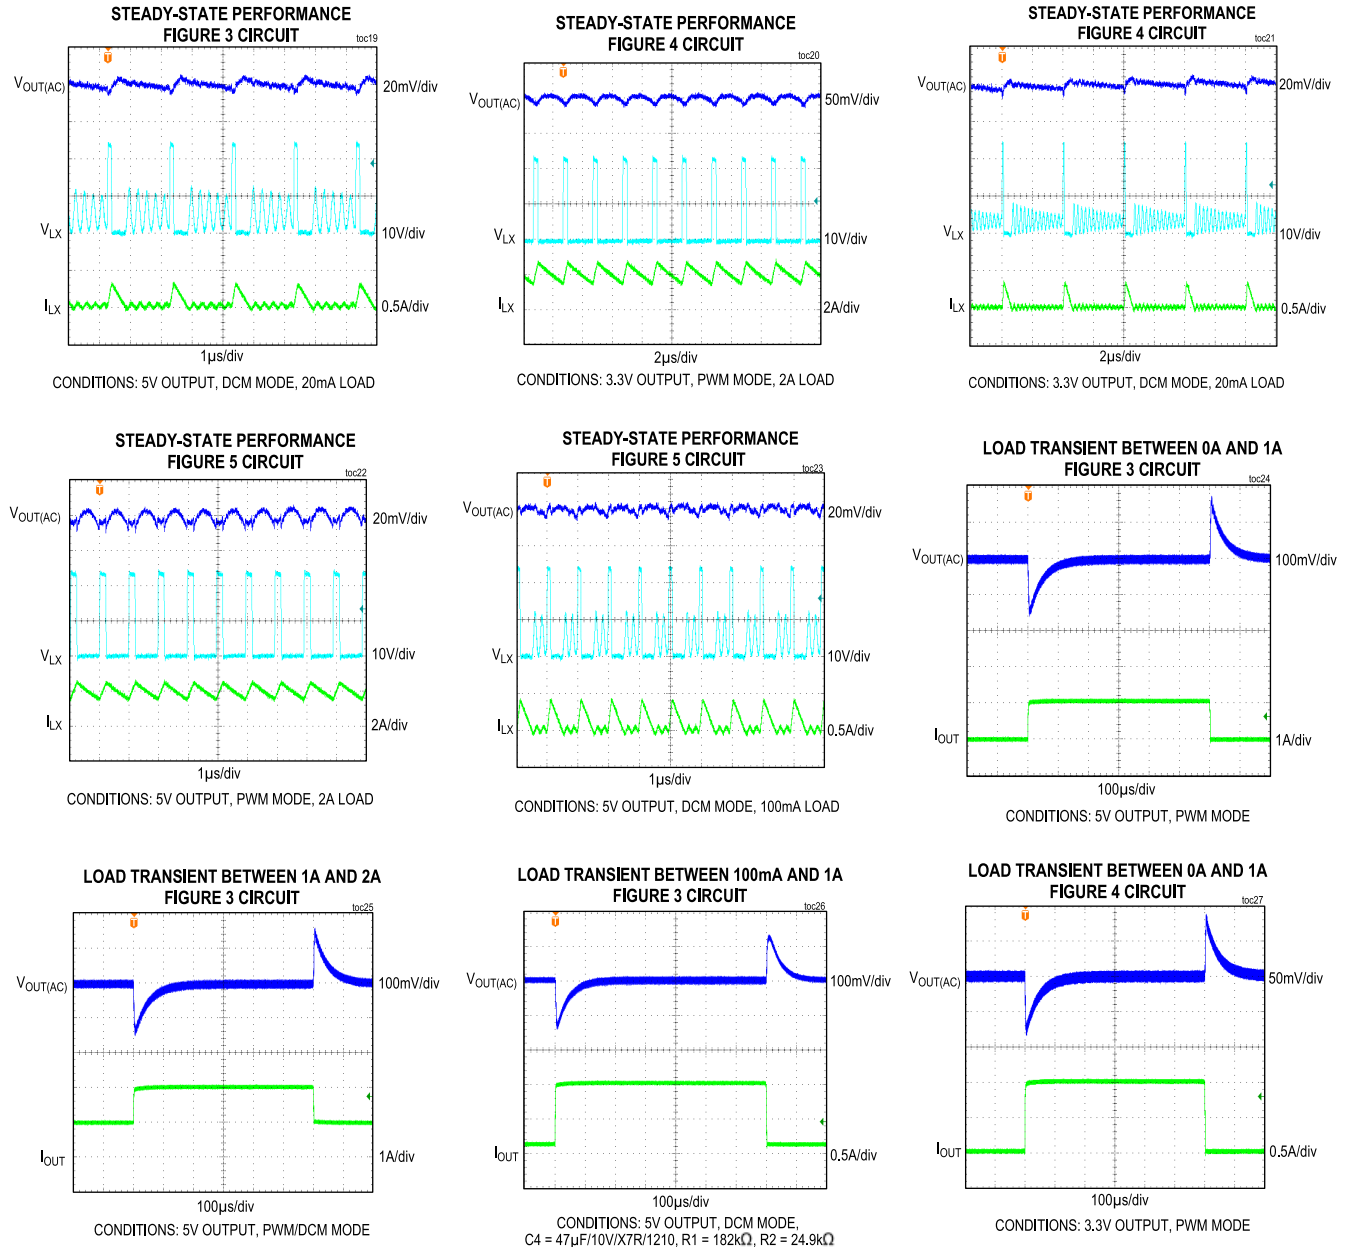 STEADY-STATE PERFORMANCE
FIGURE 3 CIRCUIT
toc19
T
VOUT(AC)
20mV/div
VLX
10V/div
ILX
0.5A/div
1µs/div
CONDITIONS: 5V OUTPUT, DCM MODE, 20mA LOAD
STEADY-STATE PERFORMANCE
FIGURE 4 CIRCUIT
toc20
T
VOUT(AC)
50mV/div
VLX
10V/div
ILX
2A/div
2µs/div
CONDITIONS: 3.3V OUTPUT, PWM MODE, 2A LOAD
STEADY-STATE PERFORMANCE
FIGURE 4 CIRCUIT
toc21
T
VOUT(AC)
20mV/div
VLX
10V/div
ILX
0.5A/div
2µs/div
CONDITIONS: 3.3V OUTPUT, DCM MODE, 20mA LOAD
STEADY-STATE PERFORMANCE
FIGURE 5 CIRCUIT
toc22
T
VOUT(AC)
20mV/div
VLX
10V/div
ILX
2A/div
1µs/div
CONDITIONS: 5V OUTPUT, PWM MODE, 2A LOAD
STEADY-STATE PERFORMANCE
FIGURE 5 CIRCUIT
toc23
T
VOUT(AC)
20mV/div
VLX
10V/div
ILX
0.5A/div
1µs/div
CONDITIONS: 5V OUTPUT, DCM MODE, 100mA LOAD
LOAD TRANSIENT BETWEEN 0A AND 1A
FIGURE 3 CIRCUIT
toc24
T
VOUT(AC)
100mV/div
IOUT
1A/div
100µs/div
CONDITIONS: 5V OUTPUT, PWM MODE
LOAD TRANSIENT BETWEEN 1A AND 2A
FIGURE 3 CIRCUIT
toc25
T
VOUT(AC)
100mV/div
IOUT
1A/div
100µs/div
CONDITIONS: 5V OUTPUT, PWM/DCM MODE
LOAD TRANSIENT BETWEEN 100mA AND 1A
FIGURE 3 CIRCUIT
toc26
T
VOUT(AC)
100mV/div
IOUT
0.5A/div
100µs/div
CONDITIONS: 5V OUTPUT, DCM MODE,
C4 = 47µF/10V/X7R/1210, R1 = 182kΩ, R2 = 24.9kΩ
LOAD TRANSIENT BETWEEN 0A AND 1A
FIGURE 4 CIRCUIT
toc27
T
VOUT(AC)
50mV/div
IOUT
0.5A/div
100µs/div
CONDITIONS: 3.3V OUTPUT, PWM MODE